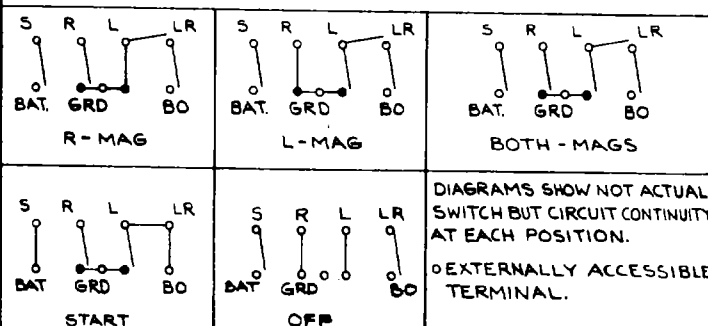 S R L LR
BAT. GRD BO
R-MAG
S R L LR
BAT. GRD BO
L-MAG
S R L LR
BAT. GRD BO
BOTH-MAGS
S R L LR
BAT GRD BO
START
S R L LR
BAT GRD BO
OFF
DIAGRAMS SHOW NOT ACTUAL
SWITCH BUT CIRCUIT CONTINUITY
AT EACH POSITION.
o EXTERNALLY ACCESSIBLE
TERMINAL.